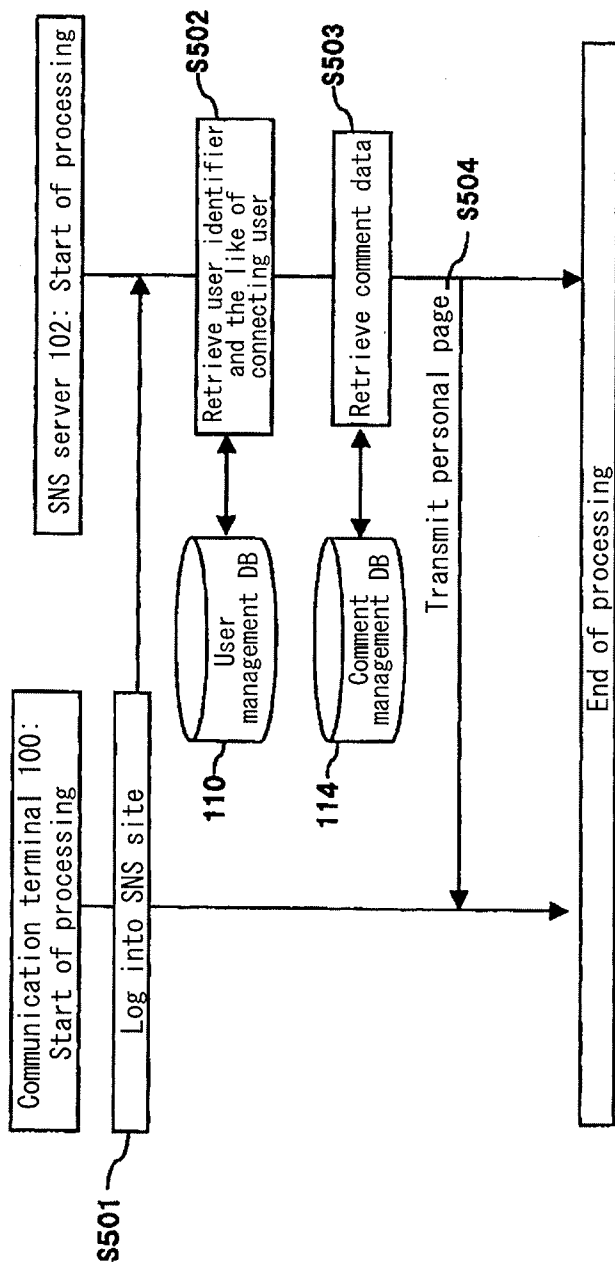 Communication terminal 100:
Start of processing
SNS server 102: Start of processing
S501
Log into SNS site
User
management DB
110
Retrieve user identifier
and the like of
connecting user
S502
Comment
management DB
114
Retrieve comment data
S503
Transmit personal page
S504
End of processing